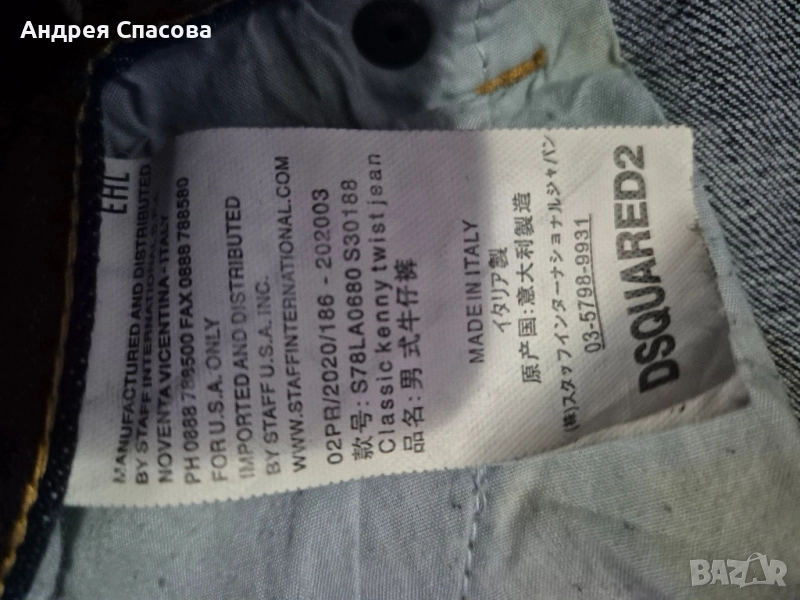 Андрея Спасова
EAC
MANUFACTURED AND DISTRIBUTED
BY STAFF INTERNATIONAL S.P.A.
NOVENTA VICENTINA - ITALY
PH 0888 788500 FAX 0888 788580
FOR U.S.A. ONLY
IMPORTED AND DISTRIBUTED
BY STAFF U.S.A. INC.
WWW.STAFFINTERNATIONAL.COM
02PR/2020/186 - 202003
款号: S78LA0680 S30188
Classic kenny twist jean
品名: 男 式牛仔裤
MADE IN ITALY
イタリア製
原产国: 意大利製造
(株)スタッフインターナショナルジャパン
03-5798-9931
DSQUARED2
BAZAR